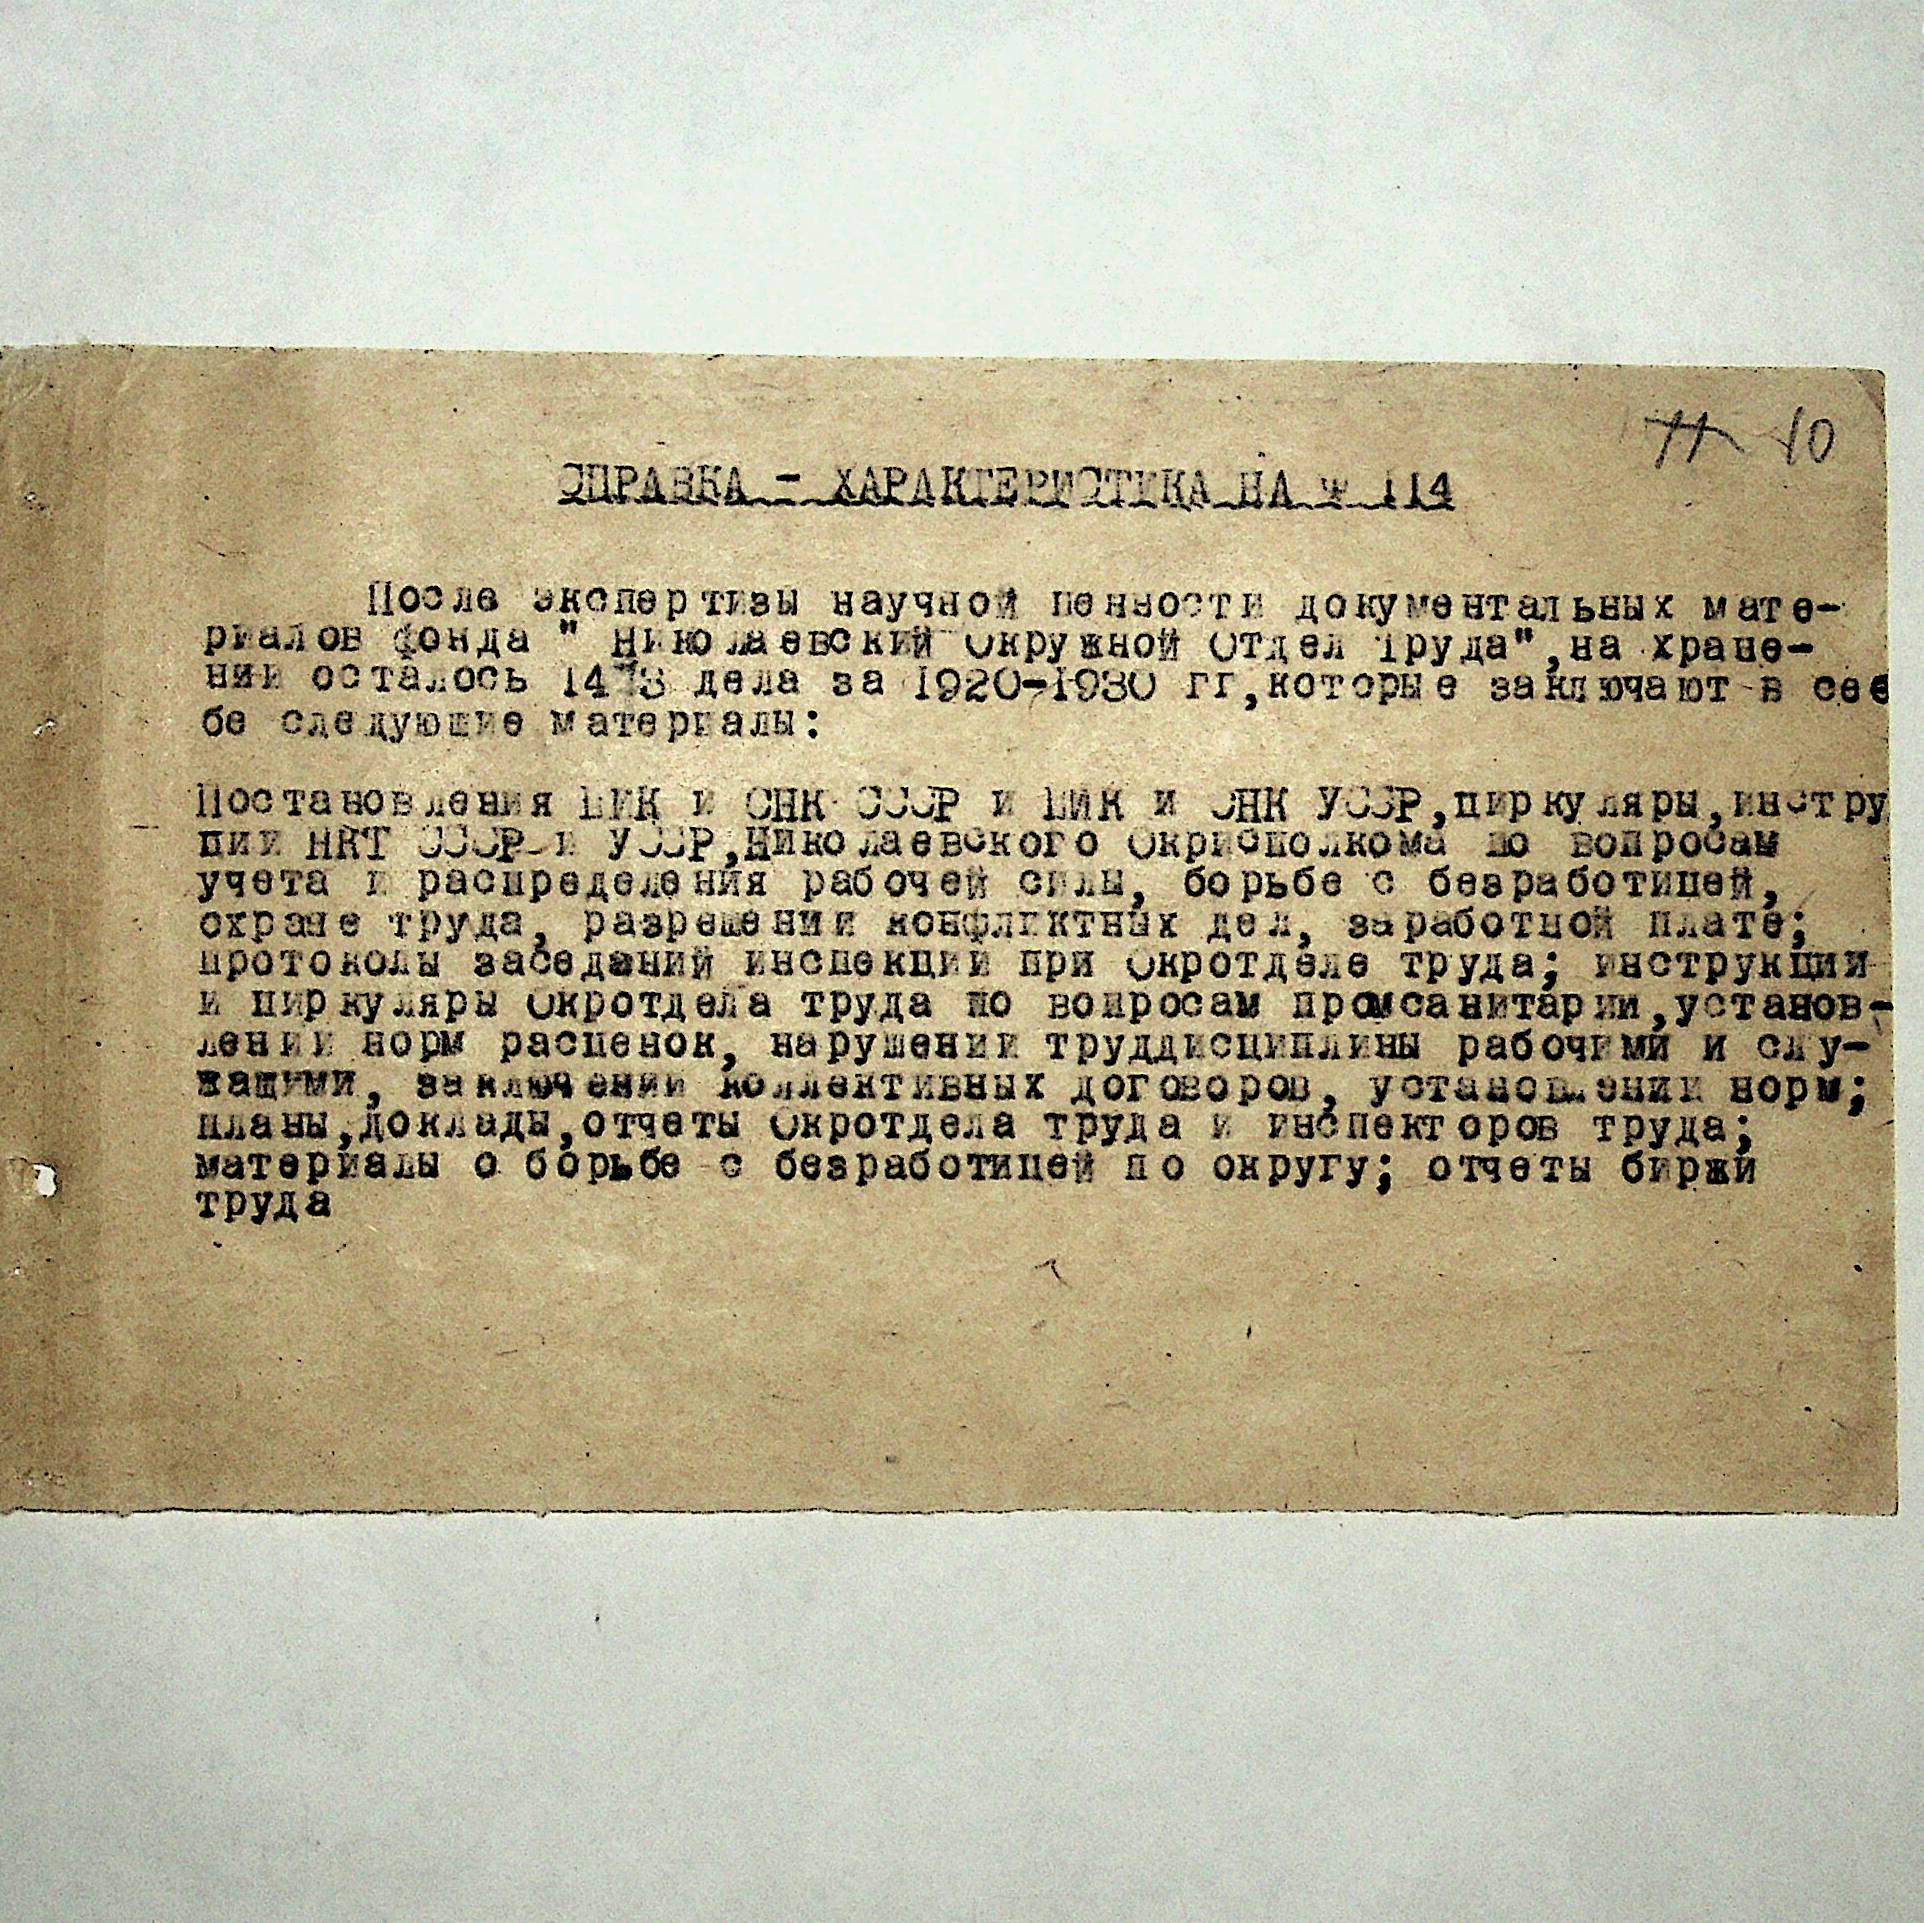 10
СПРАВКА - ХАРАКТЕРИСТИКА НА Ф 114
После экспертизы научной ценности документальных мате-
риалов фонда " Николаевский Окружной Отдел Труда",на хране-
нии осталось дела за 1920-1930 гг,которые заключают в сее
бе следующие материалы:
Постановления ЦИК и СНК СССР и ЦИК и СНК УССР,циркуляры,инстру
ции НКТ СССР и УССР,Николаевского Окрисполкома по вопросам
учета и распределения рабочей силы, борьбе с безработицей,
охране труда, разрешении конфликтных дел, заработной плате;
протоколы заседаний инспекции при Окротделе труда; инструкции
и циркуляры Окротдела труда по вопросам промсанитарии,установ-
лении норм расценок, нарушении труддисциплины рабочими и слу-
жащими, заключении коллективных договоров, установлении норм;
планы,доклады,отчеты Окротдела труда и инспекторов труда;
материалы о борьбе с безработицей по округу; отчеты биржи
труда